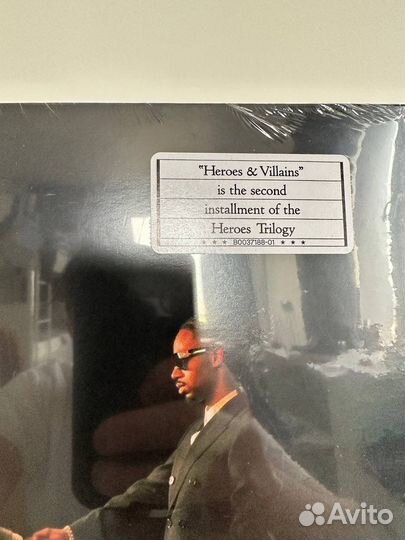 "Heroes & Villains"
is the second
installment of the
Heroes Trilogy
★ ★ ★ B0037188-01 ★ ★ ★
Avito